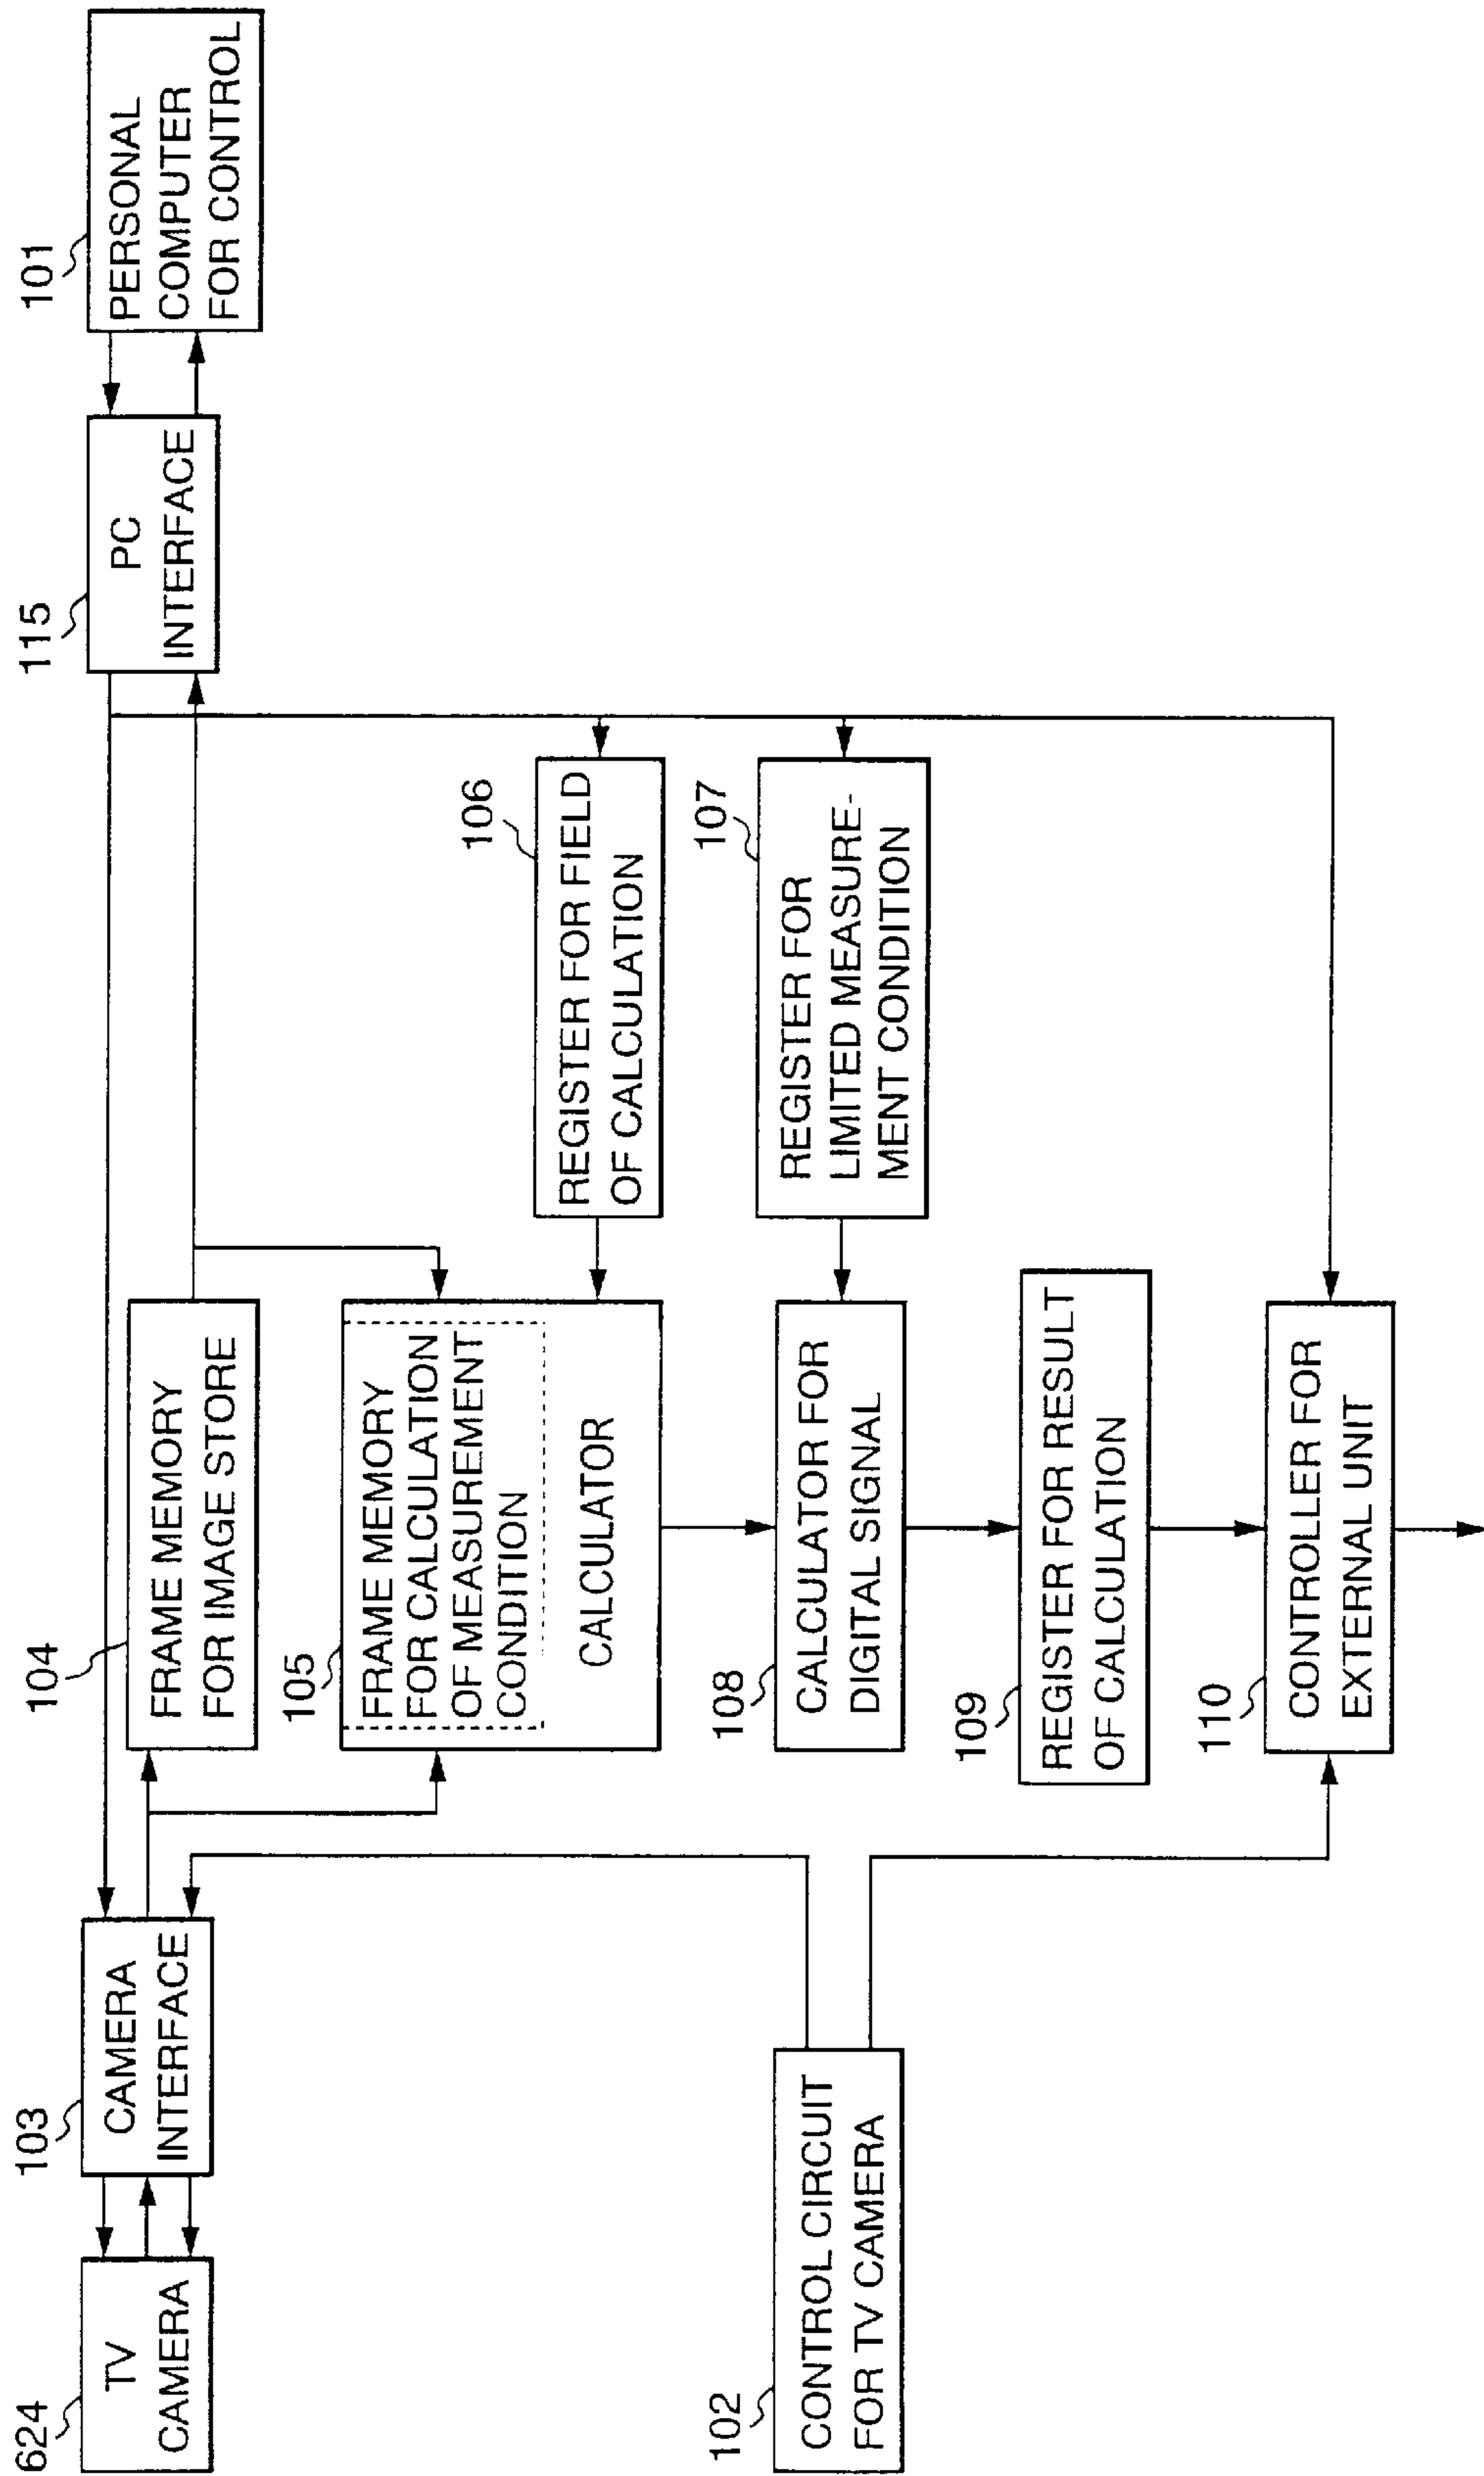 624
TV
CAMERA
103
CAMERA
INTERFACE
104
FRAME MEMORY
FOR IMAGE STORE
115
PC
INTERFACE
101
PERSONAL
COMPUTER
FOR CONTROL
105
FRAME MEMORY
FOR CALCULATION
OF MEASUREMENT
CONDITION
CALCULATOR
106
REGISTER FOR FIELD
OF CALCULATION
102
CONTROL CIRCUIT
FOR TV CAMERA
108
CALCULATOR FOR
DIGITAL SIGNAL
107
REGISTER FOR
LIMITED MEASURE-
MENT CONDITION
109
REGISTER FOR RESULT
OF CALCULATION
110
CONTROLLER FOR
EXTERNAL UNIT